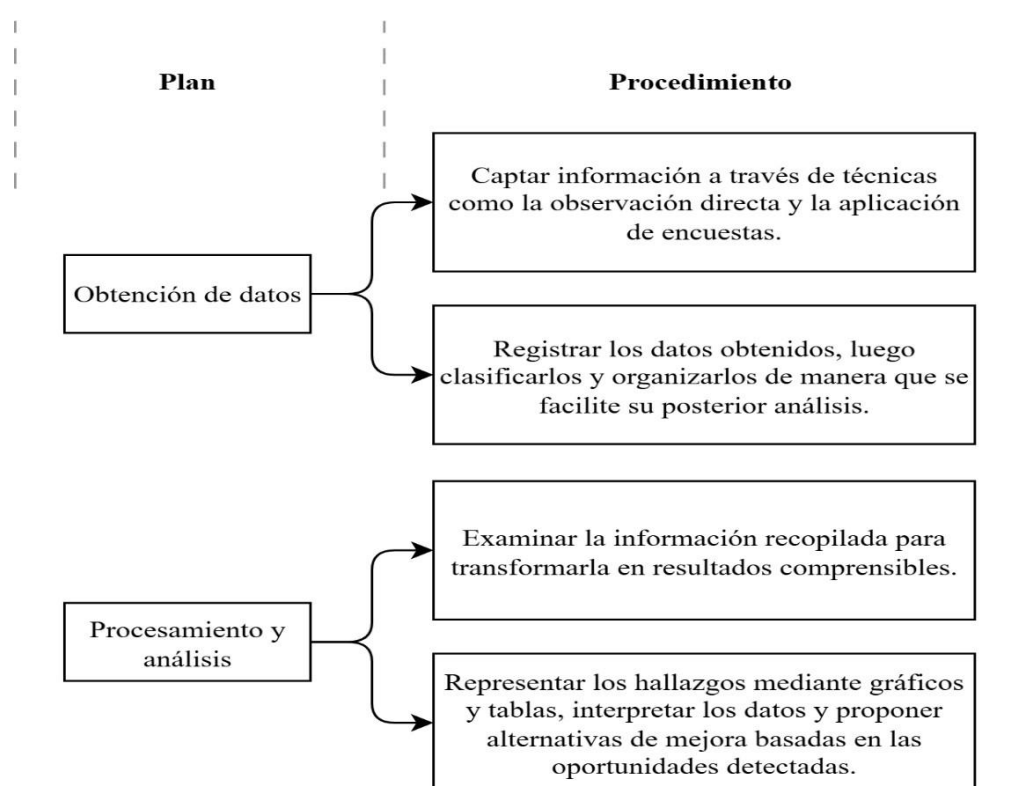 Plan
Procedimiento
Obtención de datos
Captar información a través de técnicas
como la observación directa y la aplicación
de encuestas.
Registrar los datos obtenidos, luego
clasificarlos y organizarlos de manera que se
facilite su posterior análisis.
Procesamiento y
análisis
Examinar la información recopilada para
transformarla en resultados comprensibles.
Representar los hallazgos mediante gráficos
y tablas, interpretar los datos y proponer
alternativas de mejora basadas en las
oportunidades detectadas.